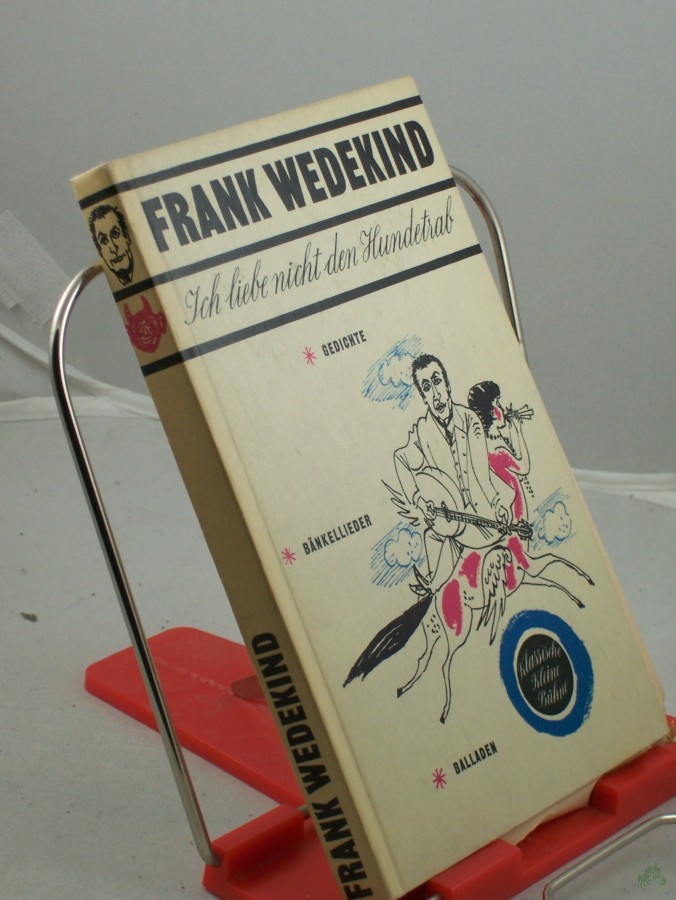 FRANK WEDEKIND
Ich liebe nicht den Hundetrab
* GEDICHTE
* BÄNKELLIEDER
* BALLADEN
Klassische
Kleine
Bühne
FRANK WEDEKIND